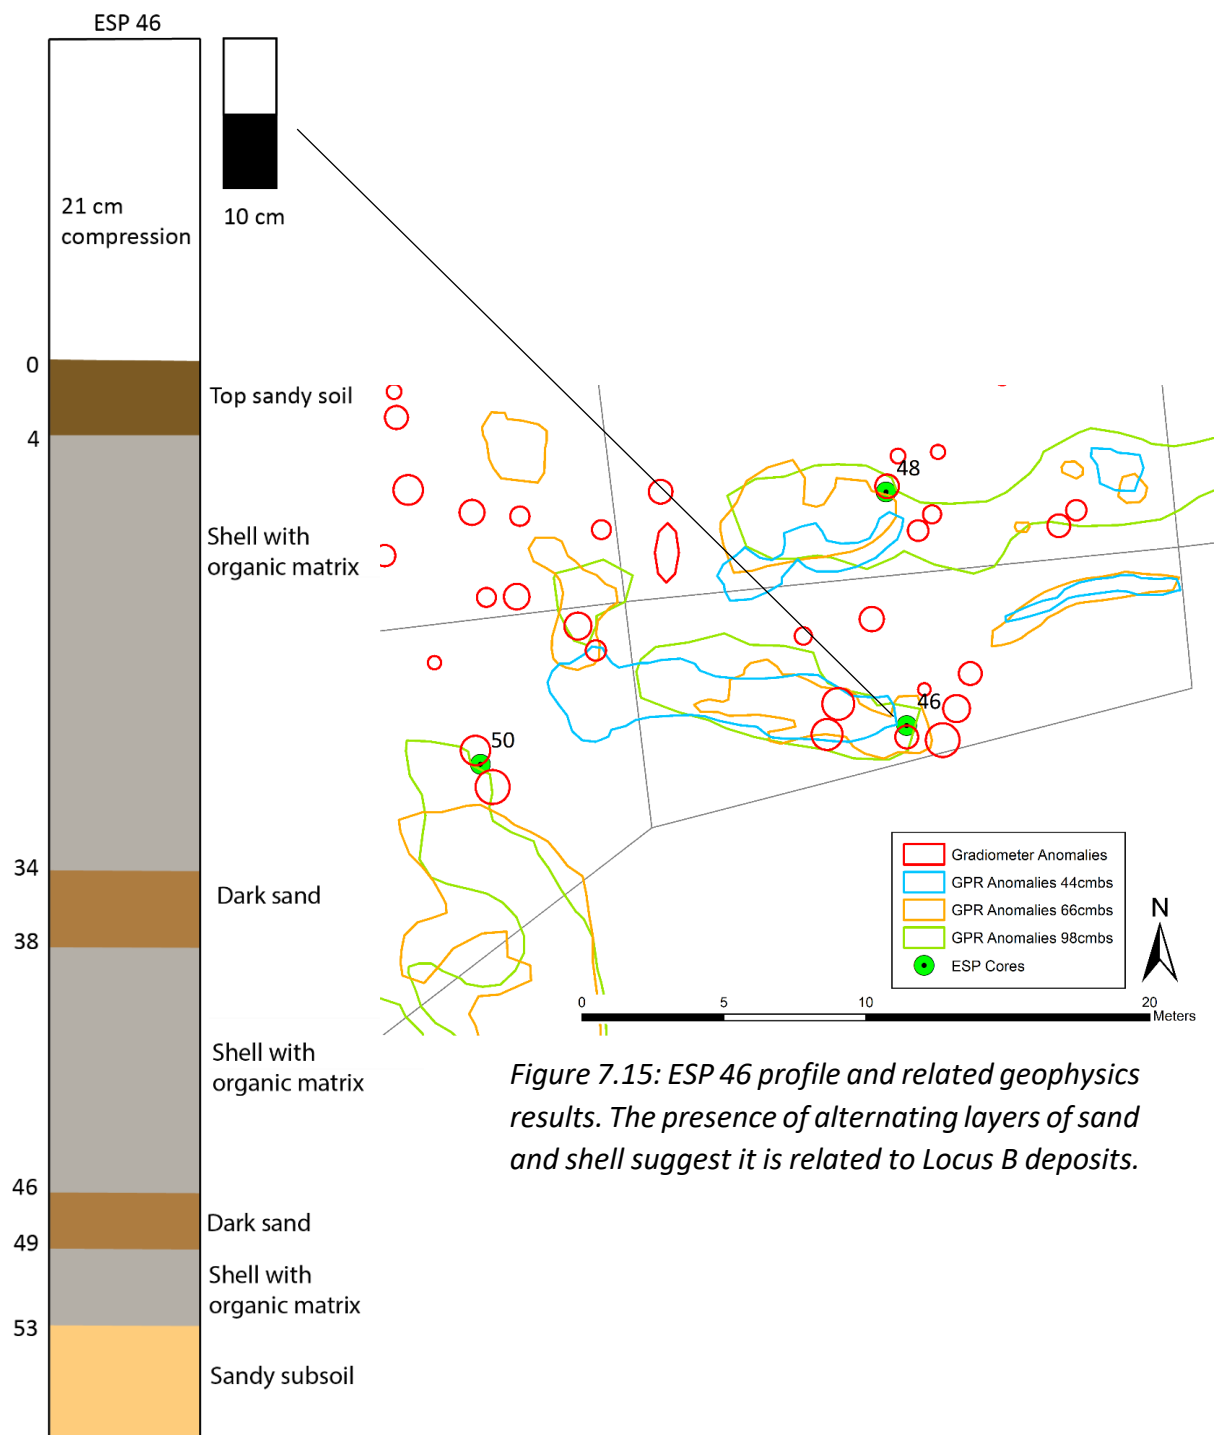 ESP 46
21 cm
compression
10 cm
0
Top sandy soil
4
Shell with
organic matrix
34
Dark sand
38
Shell with
organic matrix
46
Dark sand
49
Shell with
organic matrix
53
Sandy subsoil
48
46
50
Gradiometer Anomalies
GPR Anomalies 44cmbs
GPR Anomalies 66cmbs
GPR Anomalies 98cmbs
ESP Cores
N
0 5 10 20
Meters
Figure 7.15: ESP 46 profile and related geophysics
results. The presence of alternating layers of sand
and shell suggest it is related to Locus B deposits.